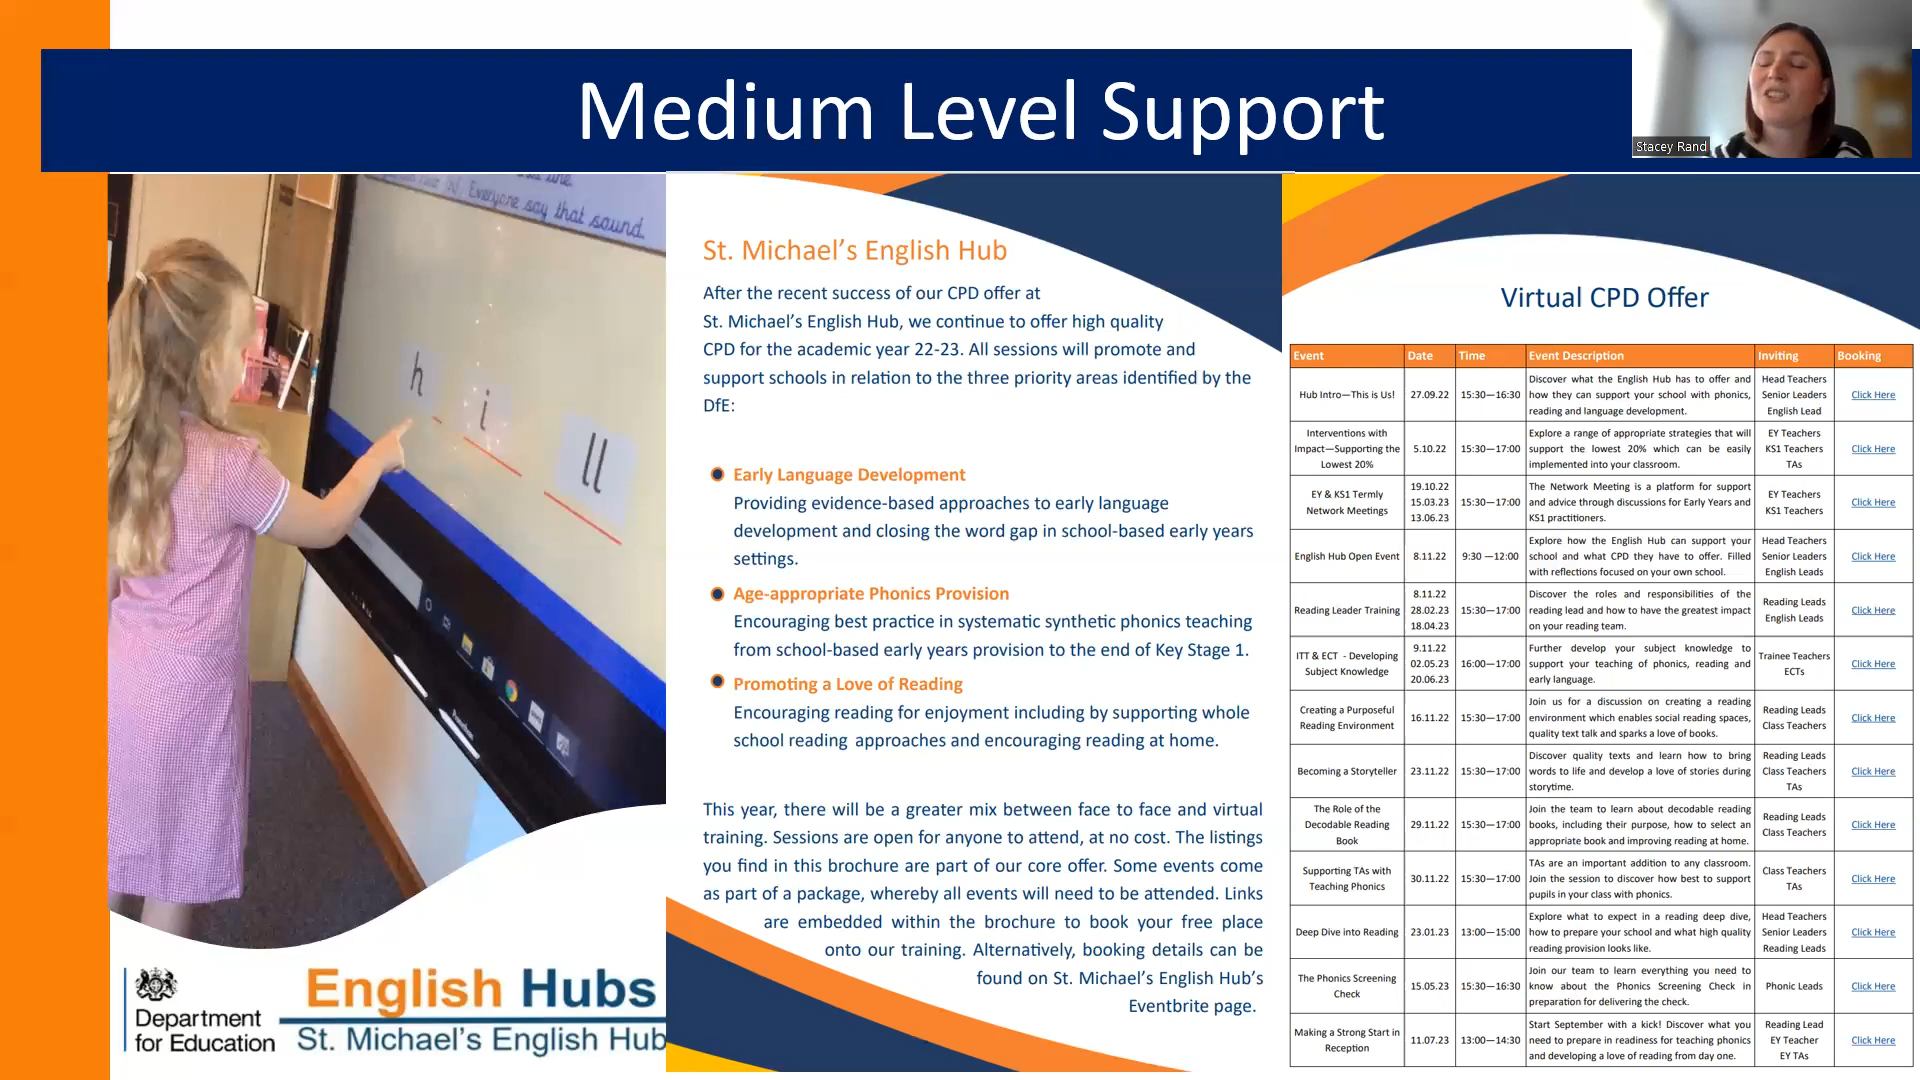 Medium Level Support
Stacey Rand
line.
Everyone say that sound.
h i ll
Department
for Education
English Hubs
St. Michael's English Hub
St. Michael's English Hub
After the recent success of our CPD offer at
St. Michael's English Hub, we continue to offer high quality
CPD for the academic year 22-23. All sessions will promote and
support schools in relation to the three priority areas identified by the
DfE:
Early Language Development
Providing evidence-based approaches to early language
development and closing the word gap in school-based early years
settings.
Age-appropriate Phonics Provision
Encouraging best practice in systematic synthetic phonics teaching
from school-based early years provision to the end of Key Stage 1.
Promoting a Love of Reading
Encouraging reading for enjoyment including by supporting whole
school reading approaches and encouraging reading at home.
This year, there will be a greater mix between face to face and virtual
training. Sessions are open for anyone to attend, at no cost. The listings
you find in this brochure are part of our core offer. Some events come
as part of a package, whereby all events will need to be attended. Links
are embedded within the brochure to book your free place
onto our training. Alternatively, booking details can be
found on St. Michael's English Hub's
Eventbrite page.
Virtual CPD Offer
Event Date Time Event Description Inviting Booking
Hub Intro—This is Us!
27.09.22
15:30—16:30
Discover what the English Hub has to offer and
how they can support your school with phonics,
reading and language development.
Head Teachers
Senior Leaders
English Lead
Click Here
Interventions with
Impact—Supporting the
Lowest 20%
5.10.22
15:30—17:00
Explore a range of appropriate strategies that will
support the lowest 20% which can be easily
implemented into your classroom.
EY Teachers
KS1 Teachers
TAs
Click Here
EY & KS1 Termly
Network Meetings
19.10.22
15.03.23
13.06.23
15:30—17:00
The Network Meeting is a platform for support
and advice through discussions for Early Years and
KS1 practitioners.
EY Teachers
KS1 Teachers
Click Here
English Hub Open Event
8.11.22
9:30 —12:00
Explore how the English Hub can support your
school and what CPD they have to offer. Filled
with reflections focused on your own school.
Head Teachers
Senior Leaders
English Leads
Click Here
Reading Leader Training
8.11.22
28.02.23
18.04.23
15:30—17:00
Discover the roles and responsibilities of the
reading lead and how to have the greatest impact
on your reading team.
Reading Leads
English Leads
Click Here
ITT & ECT - Developing
Subject Knowledge
9.11.22
02.05.23
20.06.23
16:00—17:00
Further develop your subject knowledge to
support your teaching of phonics, reading and
early language.
Trainee Teachers
ECTs
Click Here
Creating a Purposeful
Reading Environment
16.11.22
15:30—17:00
Join us for a discussion on creating a reading
environment which enables social reading spaces,
quality text talk and sparks a love of books.
Reading Leads
Class Teachers
Click Here
Becoming a Storyteller
23.11.22
15:30—17:00
Discover quality texts and learn how to bring
words to life and develop a love of stories during
storytime.
Reading Leads
Class Teachers
TAs
Click Here
The Role of the
Decodable Reading
Book
29.11.22
15:30—17:00
Join the team to learn about decodable reading
books, including their purpose, how to select an
appropriate book and improving reading at home.
Reading Leads
Class Teachers
Click Here
Supporting TAs with
Teaching Phonics
30.11.22
15:30—17:00
TAs are an important addition to any classroom.
Join the session to discover how best to support
pupils in your class with phonics.
Class Teachers
TAs
Click Here
Deep Dive into Reading
23.01.23
13:00—15:00
Explore what to expect in a reading deep dive,
how to prepare your school and what high quality
reading provision looks like.
Head Teachers
Senior Leaders
Reading Leads
Click Here
The Phonics Screening
Check
15.05.23
15:30—16:30
Join our team to learn everything you need to
know about the Phonics Screening Check in
preparation for delivering the check.
Phonic Leads
Click Here
Making a Strong Start in
Reception
11.07.23
13:00—14:30
Start September with a kick! Discover what you
need to prepare in readiness for teaching phonics
and developing a love of reading from day one.
Reading Lead
EY Teacher
EY TAs
Click Here